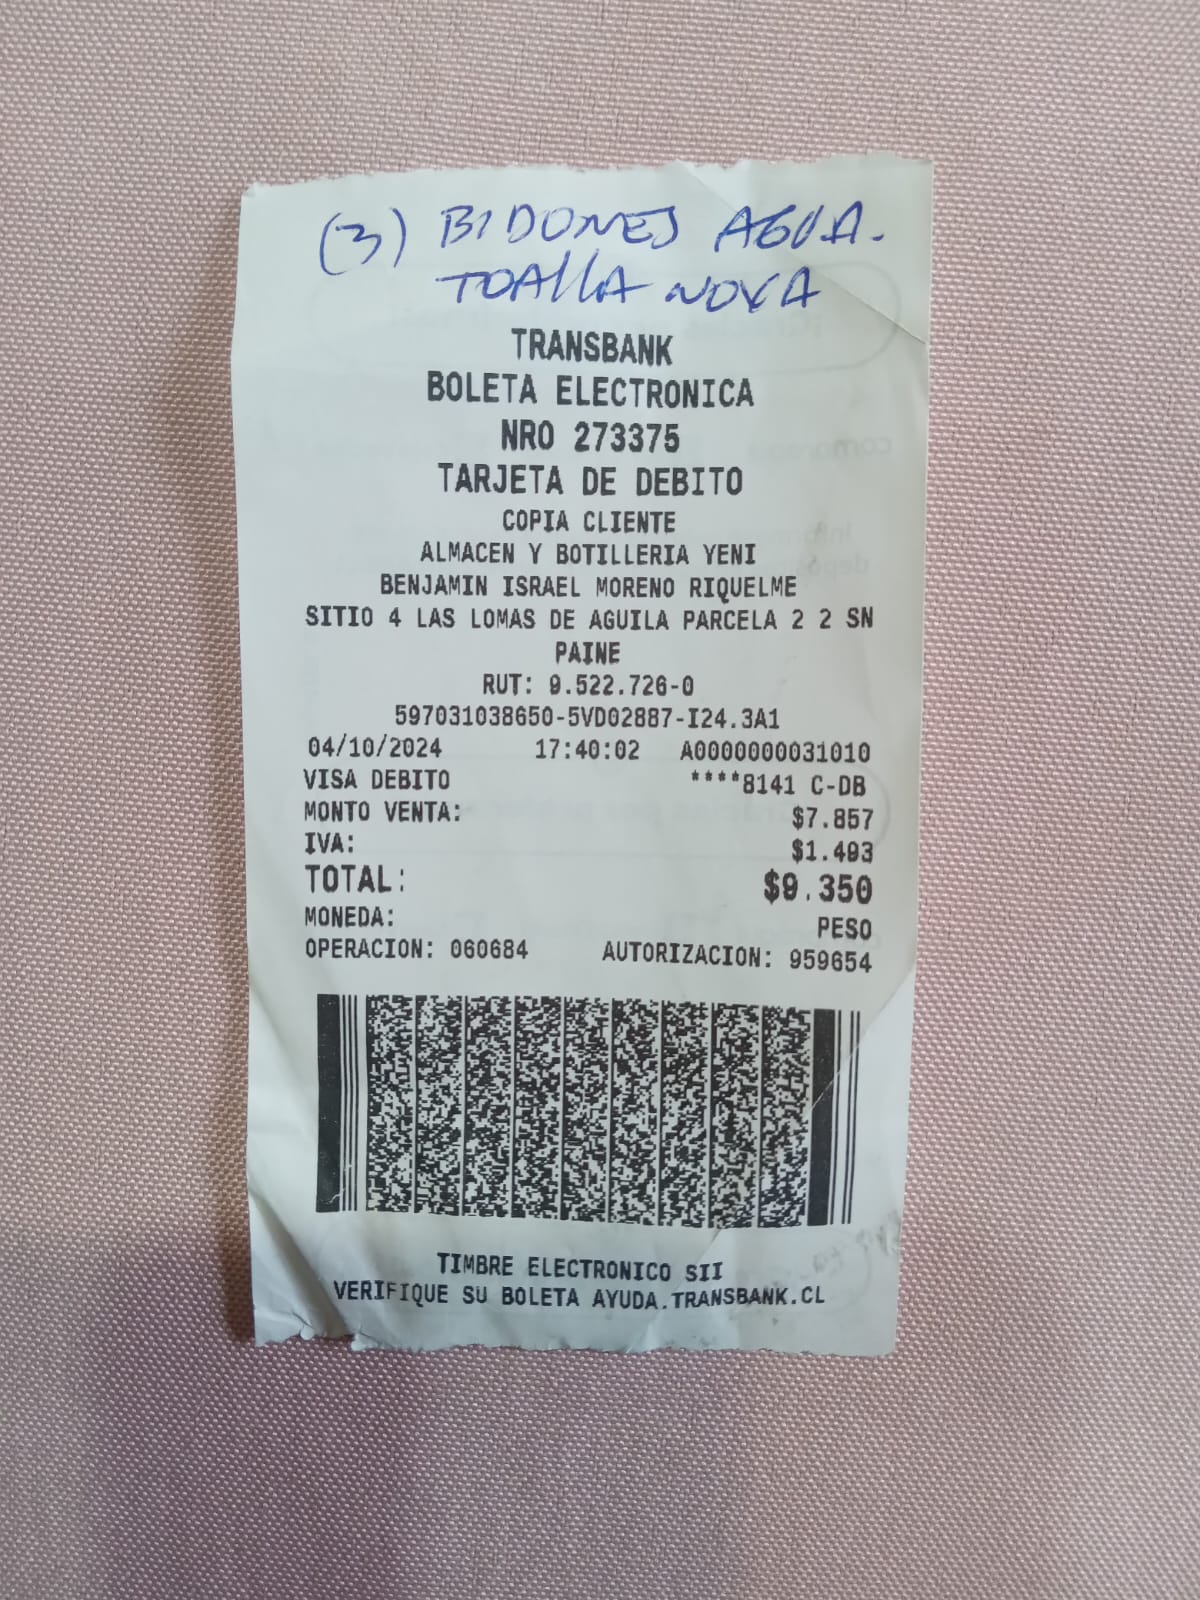 (3) BIDONES AGUA.
TOALLA NOVA
TRANSBANK
BOLETA ELECTRONICA
NRO 273375
TARJETA DE DEBITO
COPIA CLIENTE
ALMACEN Y BOTILLERIA YENI
BENJAMIN ISRAEL MORENO RIQUELME
SITIO 4 LAS LOMAS DE AGUILA PARCELA 2 2 SN
PAINE
RUT: 9.522.726-0
597031038650-5VD02887-I24.3A1
04/10/2024 17:40:02 A0000000031010
VISA DEBITO ****8141 C-DB
MONTO VENTA: $7.857
IVA: $1.493
TOTAL: $9.350
MONEDA: PESO
OPERACION: 060684 AUTORIZACION: 959654
TIMBRE ELECTRONICO SII
VERIFIQUE SU BOLETA AYUDA.TRANSBANK.CL